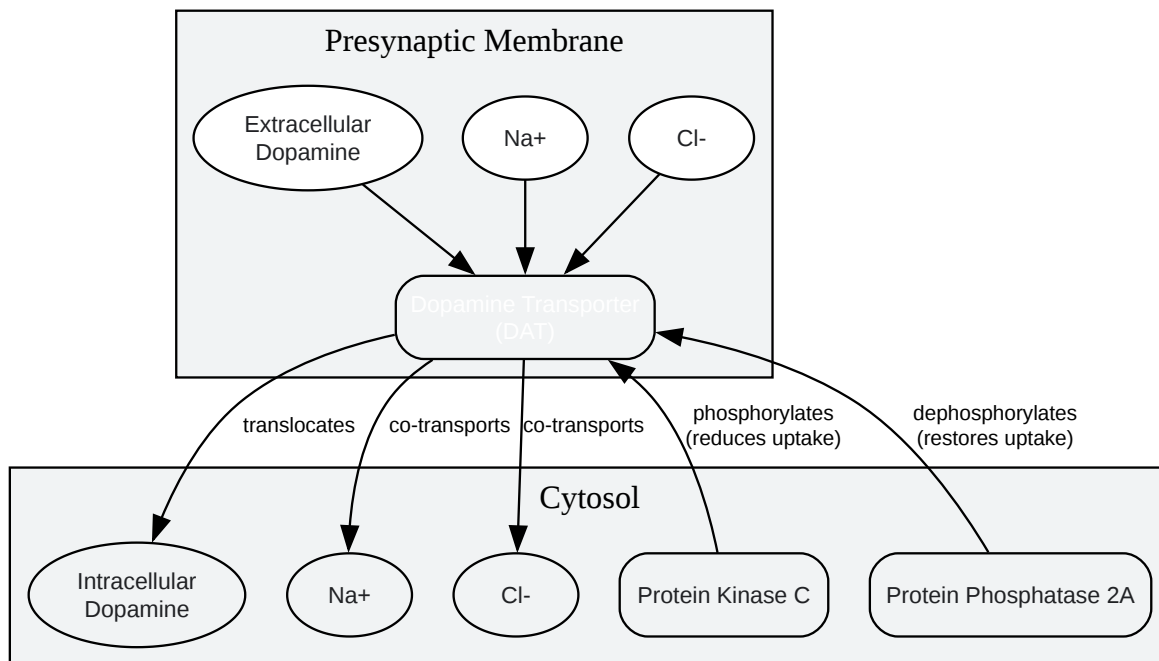 Presynaptic Membrane
Extracellular
Dopamine
Na+
Cl-
Dopamine Transporter
(DAT)
translocates
co-transports
co-transports
phosphorylates
(reduces uptake)
dephosphorylates
(restores uptake)
Cytosol
Intracellular
Dopamine
Na+
Cl-
Protein Kinase C
Protein Phosphatase 2A